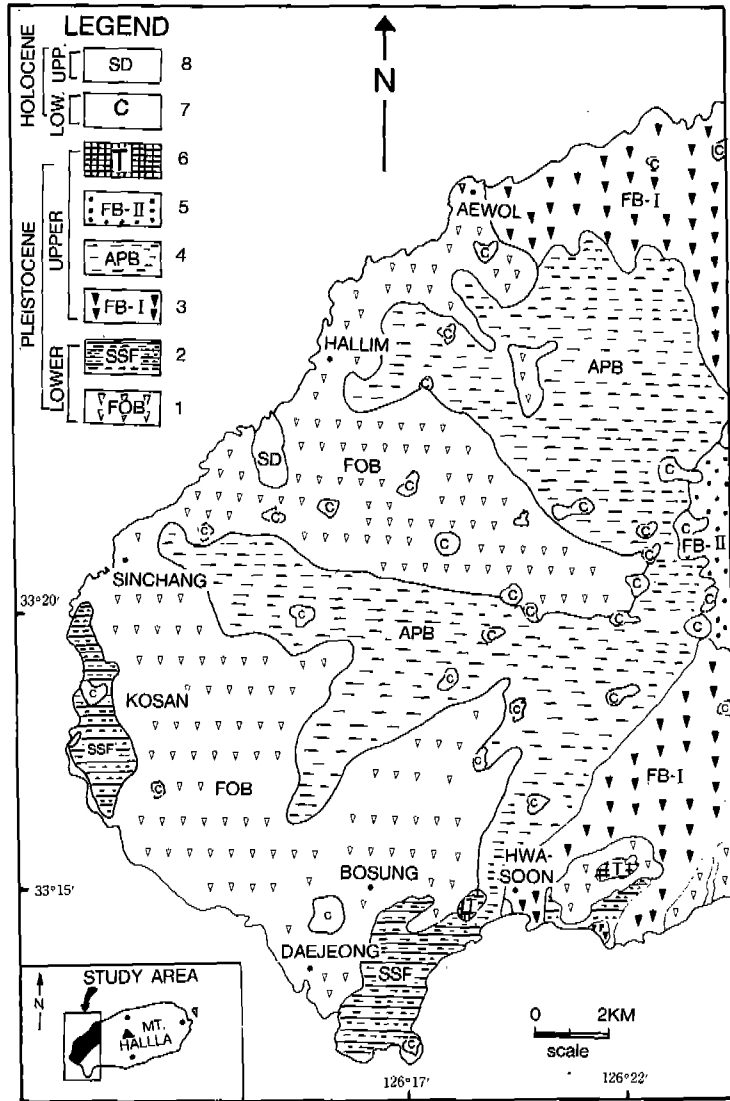 LEGEND
HOLOCENE
UPP.
LOW.
PLEISTOCENE
UPPER
LOWER
SD 8
C 7
T 6
FB-II 5
APB 4
FB-I 3
SSF 2
FOB 1
N
AEWOL
FB-I
C
C
C
HALLIM
C
APB
C
SD
FOB
C
C
C
C
C
C
C
C
C
C
FB-II
SINCHANG
33°20'
C
C
C
C
C
C
C
APB
C
C
C
C
KOSAN
C
C
SSF
FOB
C
C
C
FB-I
HWA-
SOON
T
33°15'
BOSUNG
T
C
DAEJEONG
SSF
C
STUDY AREA
N
MT.
HALLLA
0 2KM
scale
126°17'
126°22'